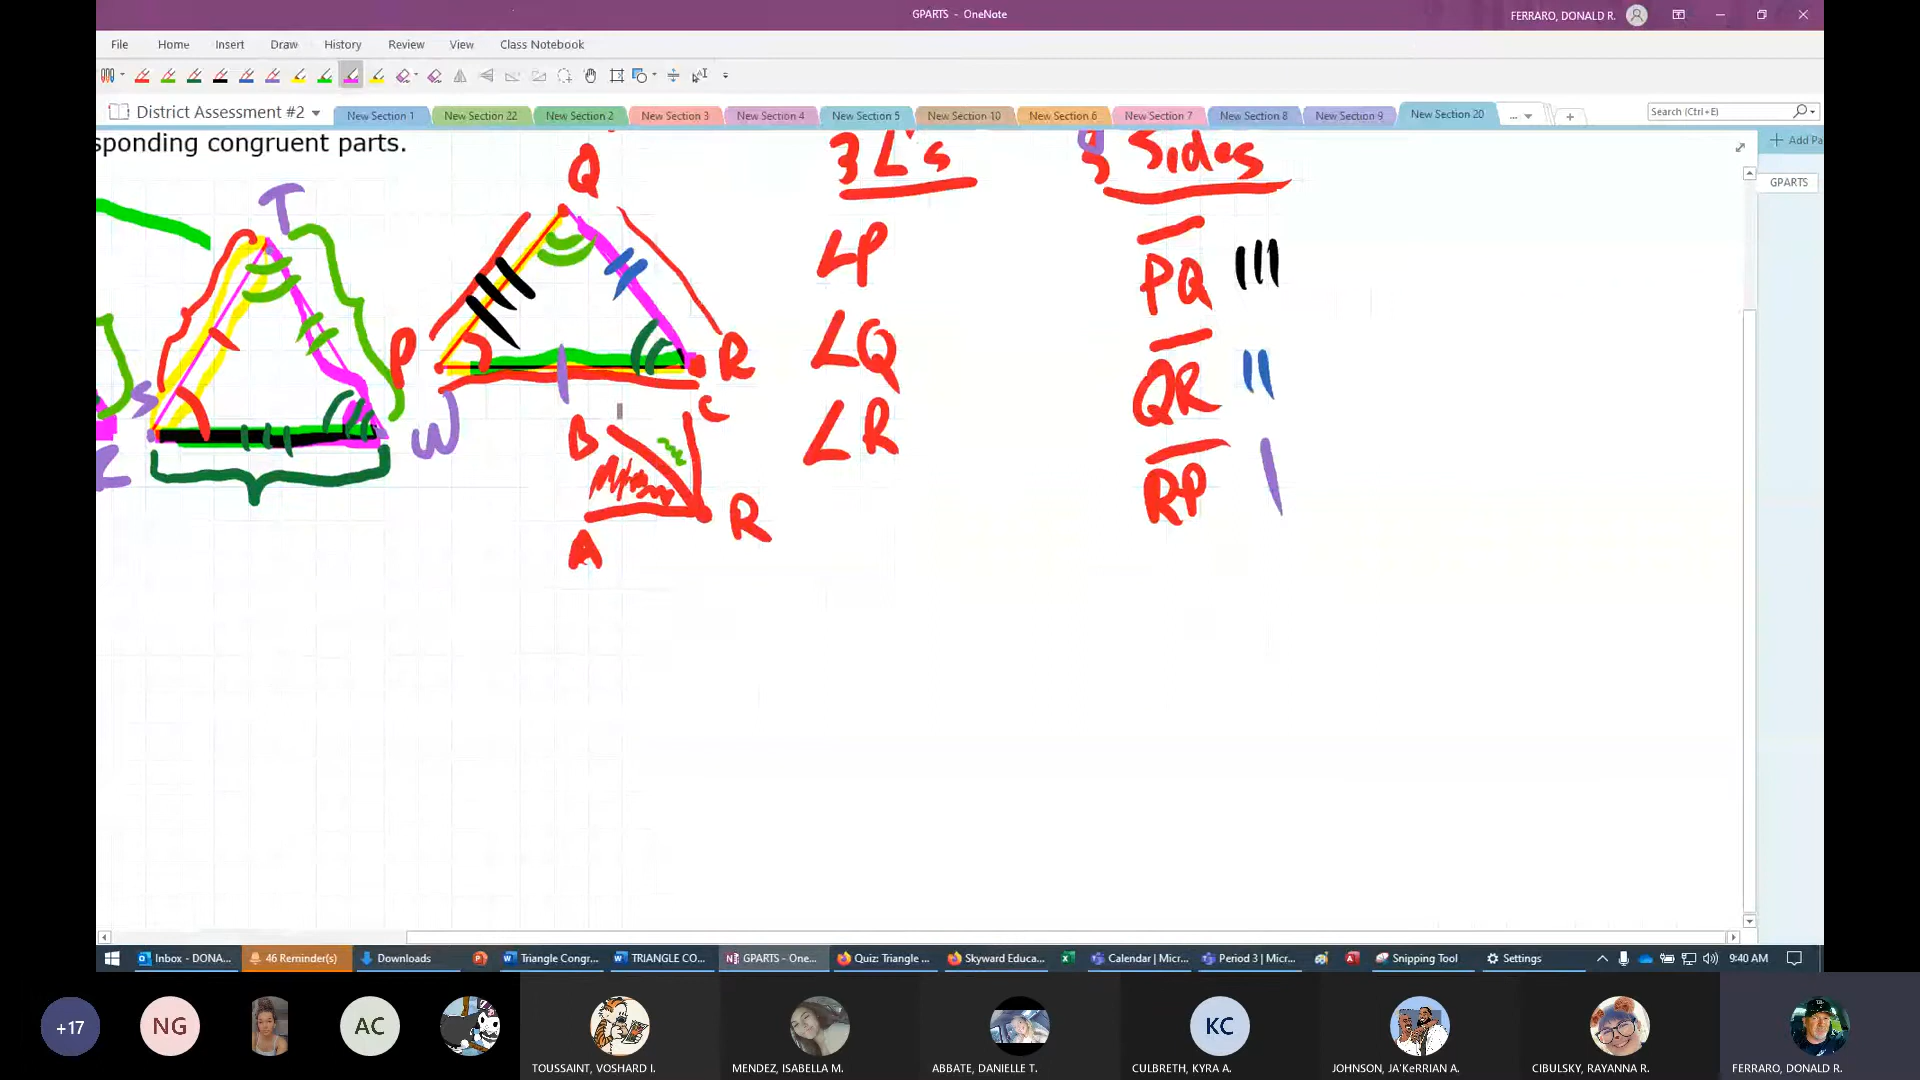 GPARTS - OneNote
FERRARO, DONALD R.
File Home Insert Draw History Review View Class Notebook
District Assessment #2
New Section 1 New Section 22 New Section 2 New Section 3 New Section 4 New Section 5 New Section 10 New Section 6 New Section 7 New Section 8 New Section 9 New Section 20 ... +
Search (Ctrl+E)
+ Add Pa
GPARTS
sponding congruent parts.
3 L's
3 Sides
T
Q
S
W
P
R
∠P
∠Q
∠R
PQ
QR
RP
B
C
A
R
Inbox - DONA...
46 Reminder(s)
Downloads
Triangle Congr...
TRIANGLE CO...
GPARTS - One...
Quiz: Triangle ...
Skyward Educa...
Calendar | Micr...
Period 3 | Micr...
Snipping Tool
Settings
9:40 AM
+17
NG
AC
KC
TOUSSAINT, VOSHARD I.
MENDEZ, ISABELLA M.
ABBATE, DANIELLE T.
CULBRETH, KYRA A.
JOHNSON, JA'KeRRIAN A.
CIBULSKY, RAYANNA R.
FERRARO, DONALD R.